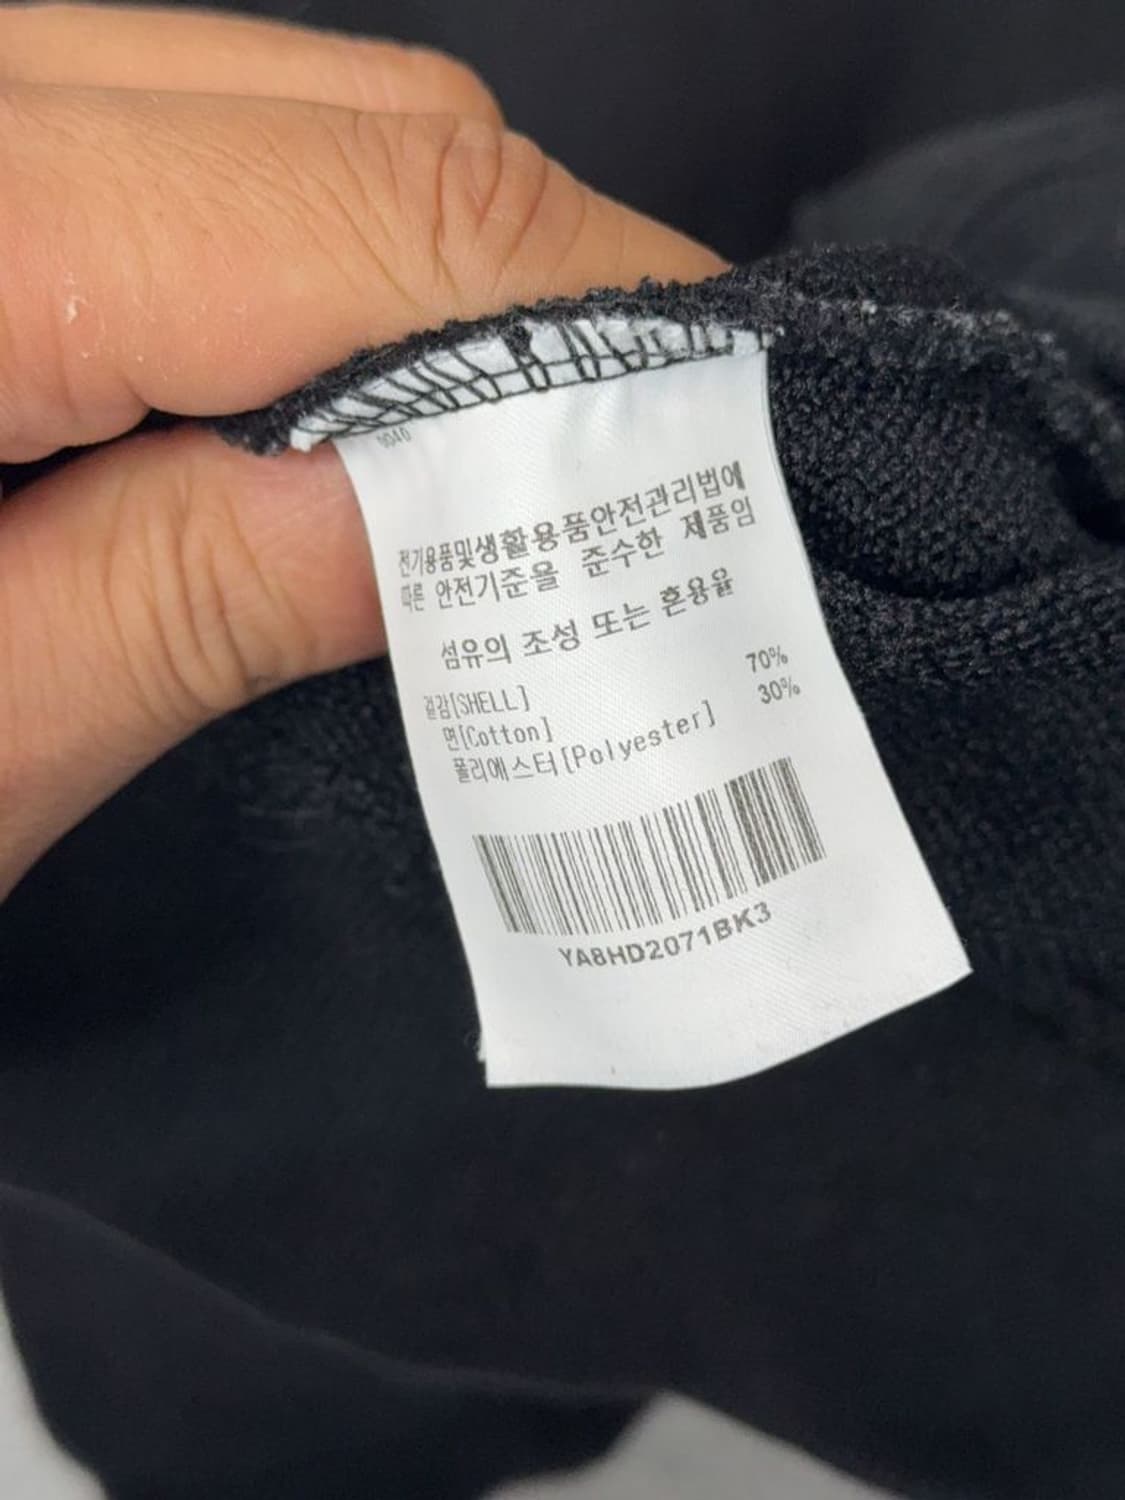 9040
전기용품및생활용품안전관리법에
따른 안전기준을 준수한 제품임
섬유의 조성 또는 혼용율
겉감[SHELL]
면[Cotton] 70%
폴리에스터[Polyester] 30%
YA8HD2071BK3